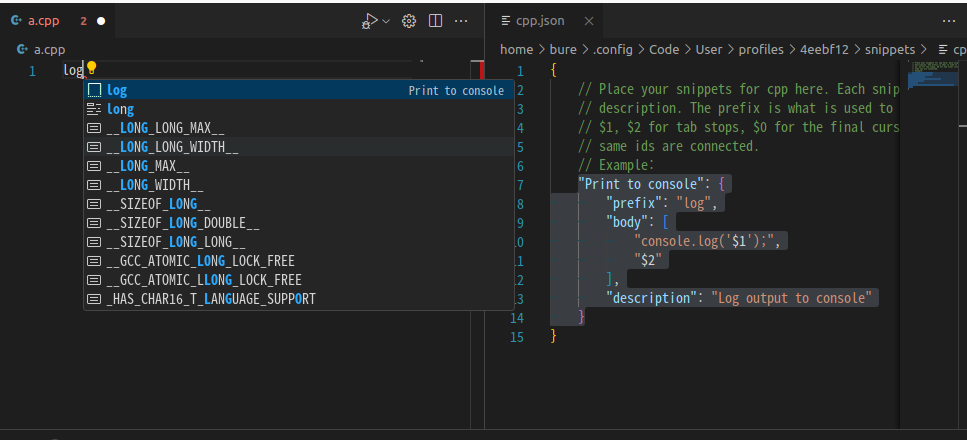 a.cpp 2
a.cpp
1 log
log Print to console
long
__LONG_LONG_MAX__
__LONG_LONG_WIDTH__
__LONG_MAX__
__LONG_WIDTH__
__SIZEOF_LONG__
__SIZEOF_LONG_DOUBLE__
__SIZEOF_LONG_LONG__
__GCC_ATOMIC_LONG_LOCK_FREE
__GCC_ATOMIC_LLONG_LOCK_FREE
_HAS_CHAR16_T_LANGUAGE_SUPPORT
cpp.json
home > bure > .config > Code > User > profiles > 4eebf12 > snippets > cp
1 {
2 // Place your snippets for cpp here. Each snip
3 // description. The prefix is what is used to
4 // $1, $2 for tab stops, $0 for the final curs
5 // same ids are connected.
6 // Example:
7 "Print to console": {
8 "prefix": "log",
9 "body": [
10 "console.log('$1');",
11 "$2"
12 ],
13 "description": "Log output to console"
14 }
15 }